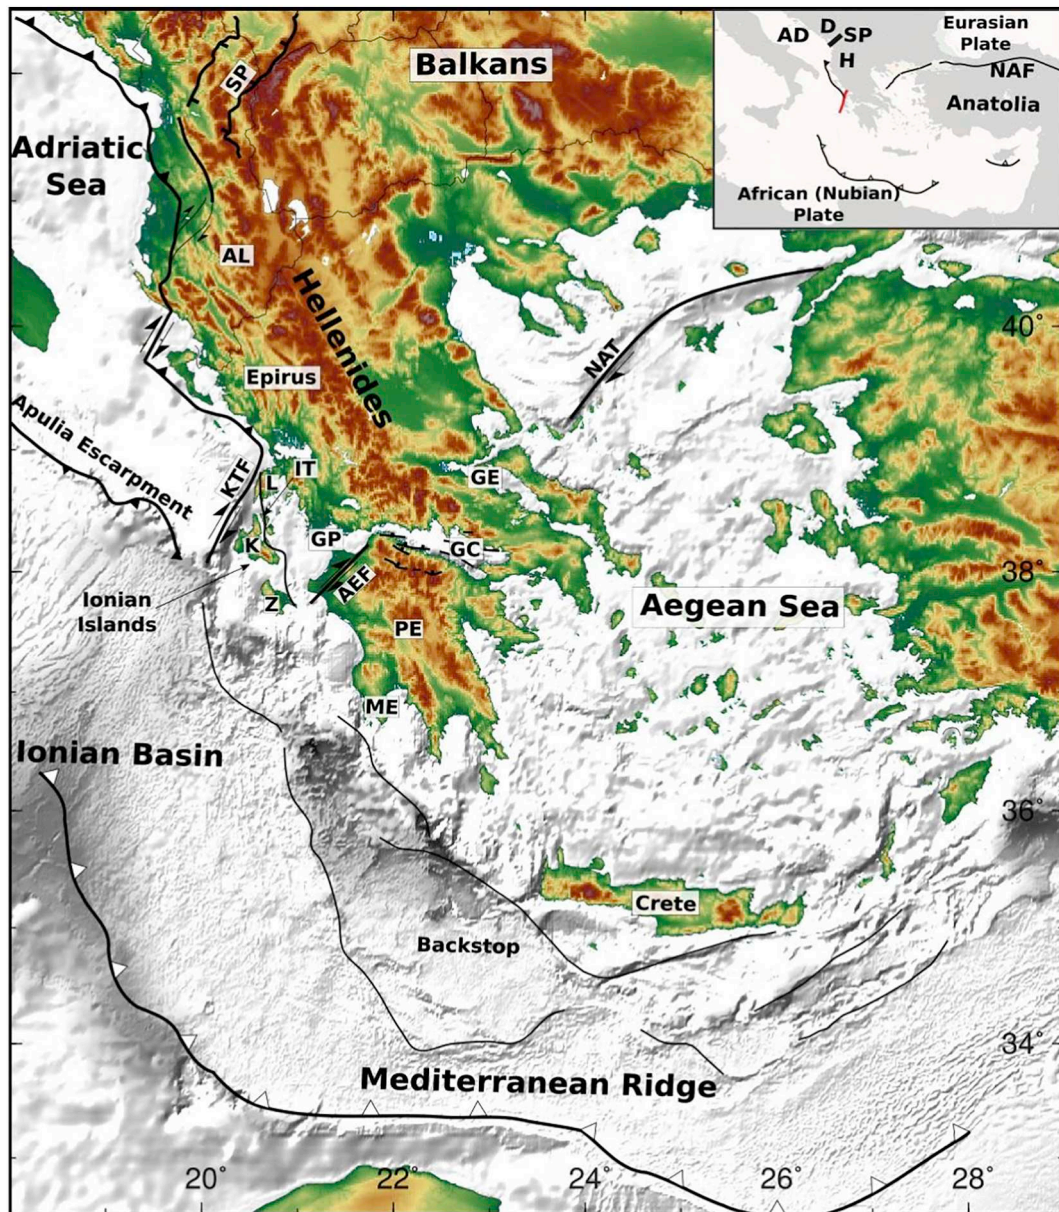 Balkans
SP
Adriatic
Sea
AL
Hellenides
Epirus
NAT
Apulia Escarpment
KTF
IT
L
GE
K
GP
GC
AEF
Ionian
Islands
Z
PE
Aegean Sea
ME
Ionian Basin
Crete
Backstop
Mediterranean Ridge
40°
38°
36°
34°
20°
22°
24°
26°
28°
D
AD
SP
H
Eurasian
Plate
NAF
Anatolia
African (Nubian)
Plate